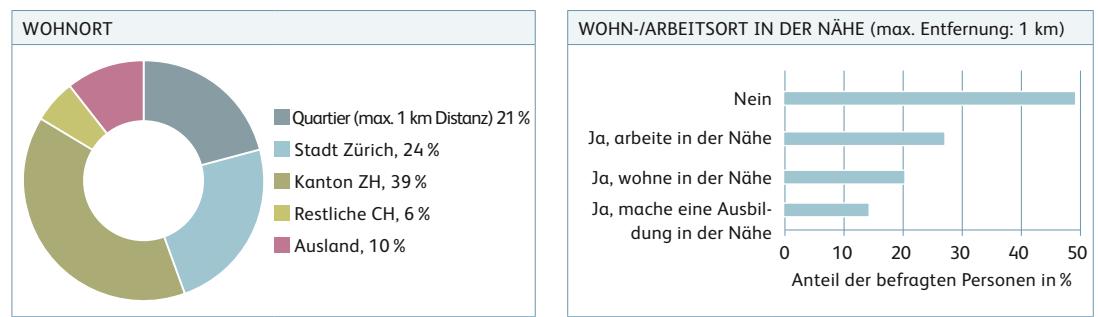 WOHNORT
Quartier (max. 1 km Distanz) 21 %
Stadt Zürich, 24 %
Kanton ZH, 39 %
Restliche CH, 6 %
Ausland, 10 %
WOHN-/ARBEITSORT IN DER NÄHE (max. Entfernung: 1 km)
Nein
Ja, arbeite in der Nähe
Ja, wohne in der Nähe
Ja, mache eine Ausbil-
dung in der Nähe
0 10 20 30 40 50
Anteil der befragten Personen in %